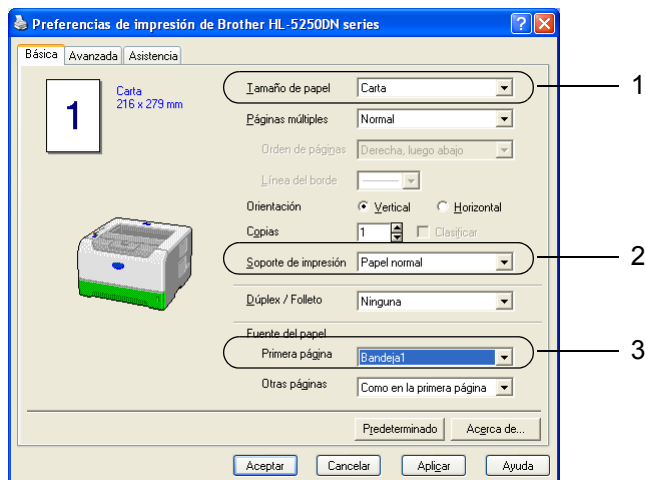 Preferencias de impresión de Brother HL-5250DN series
Básica Avanzada Asistencia
1
Carta
216 x 279 mm
Tamaño de papel Carta 1
Páginas múltiples Normal
Orden de páginas Derecha, luego abajo
Línea del borde
Orientación Vertical Horizontal
Copias 1 Clasificar
Soporte de impresión Papel normal 2
Dúplex / Folleto Ninguna
Fuente del papel
Primera página Bandeja1 3
Otras páginas Como en la primera página
Predeterminado Acerca de...
Aceptar Cancelar Aplicar Ayuda